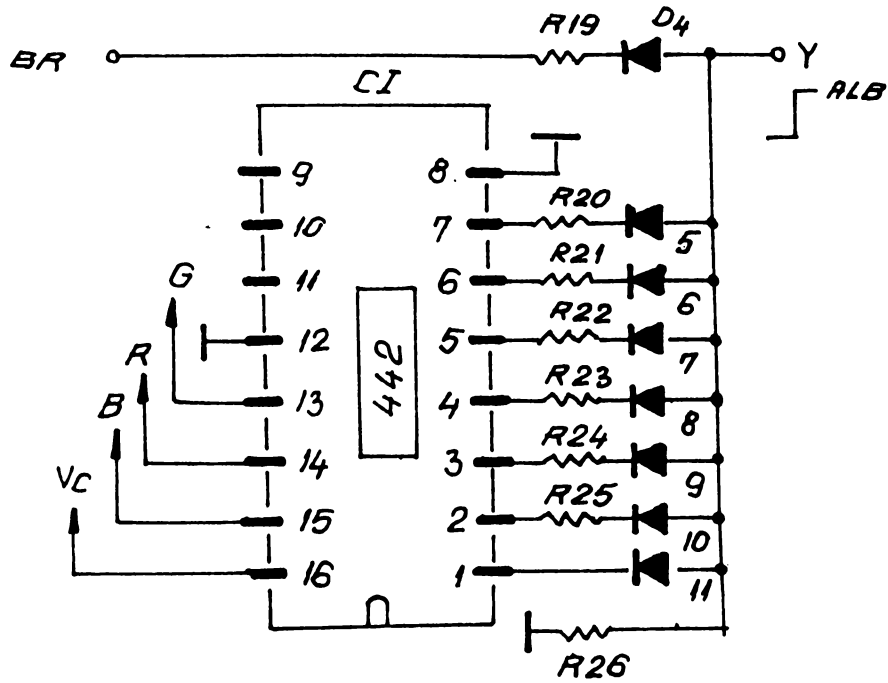 R19 D4
BR Y
CI ALB
9 8
R20
10 7 5
R21
G 11 6 6
R22
12 5 7
R R23
442
B 13 4 8
R24
14 3 9
VC R25
15 2 10
16 1 11
R26